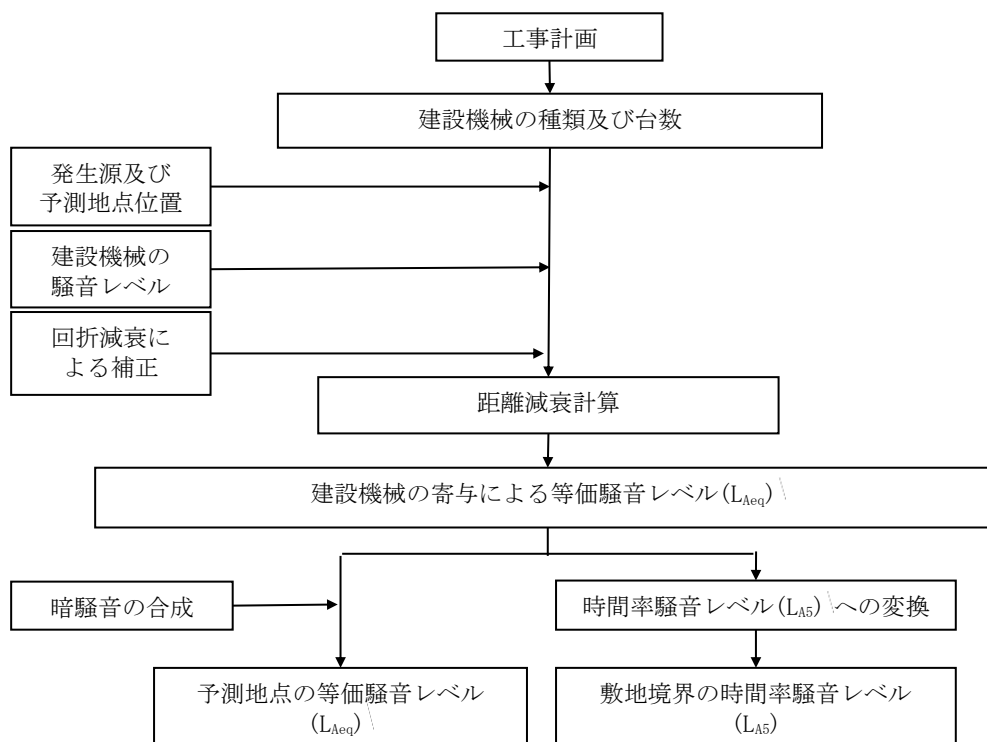 工事計画
建設機械の種類及び台数
発生源及び
予測地点位置
建設機械の
騒音レベル
回折減衰に
よる補正
距離減衰計算
建設機械の寄与による等価騒音レベル(LAeq)
暗騒音の合成
時間率騒音レベル(LA5)への変換
予測地点の等価騒音レベル
(LAeq)
敷地境界の時間率騒音レベル
(LA5)